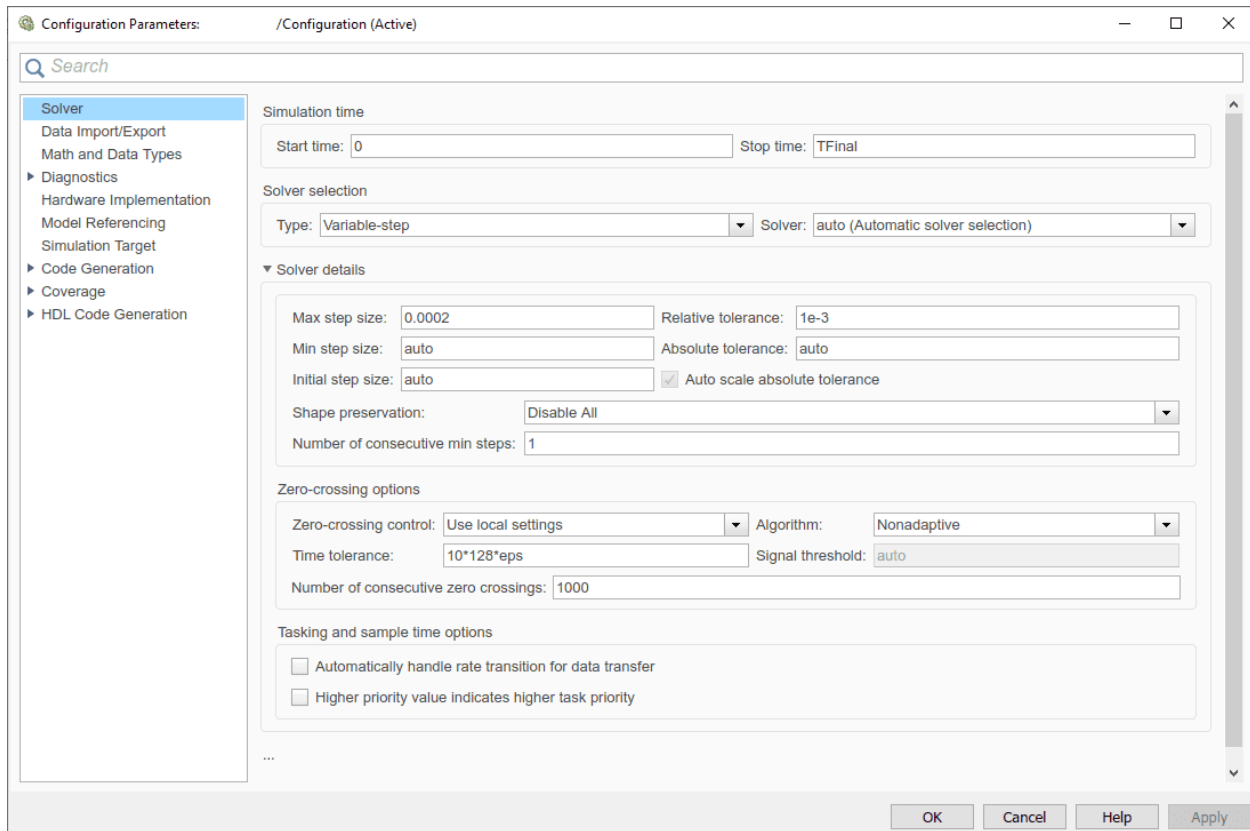 Configuration Parameters: /Configuration (Active)
Search
Solver
Data Import/Export
Math and Data Types
Diagnostics
Hardware Implementation
Model Referencing
Simulation Target
Code Generation
Coverage
HDL Code Generation
Simulation time
Start time: 0 Stop time: TFinal
Solver selection
Type: Variable-step Solver: auto (Automatic solver selection)
Solver details
Max step size: 0.0002 Relative tolerance: 1e-3
Min step size: auto Absolute tolerance: auto
Initial step size: auto Auto scale absolute tolerance
Shape preservation: Disable All
Number of consecutive min steps: 1
Zero-crossing options
Zero-crossing control: Use local settings Algorithm: Nonadaptive
Time tolerance: 10*128*eps Signal threshold: auto
Number of consecutive zero crossings: 1000
Tasking and sample time options
Automatically handle rate transition for data transfer
Higher priority value indicates higher task priority
...
OK Cancel Help Apply